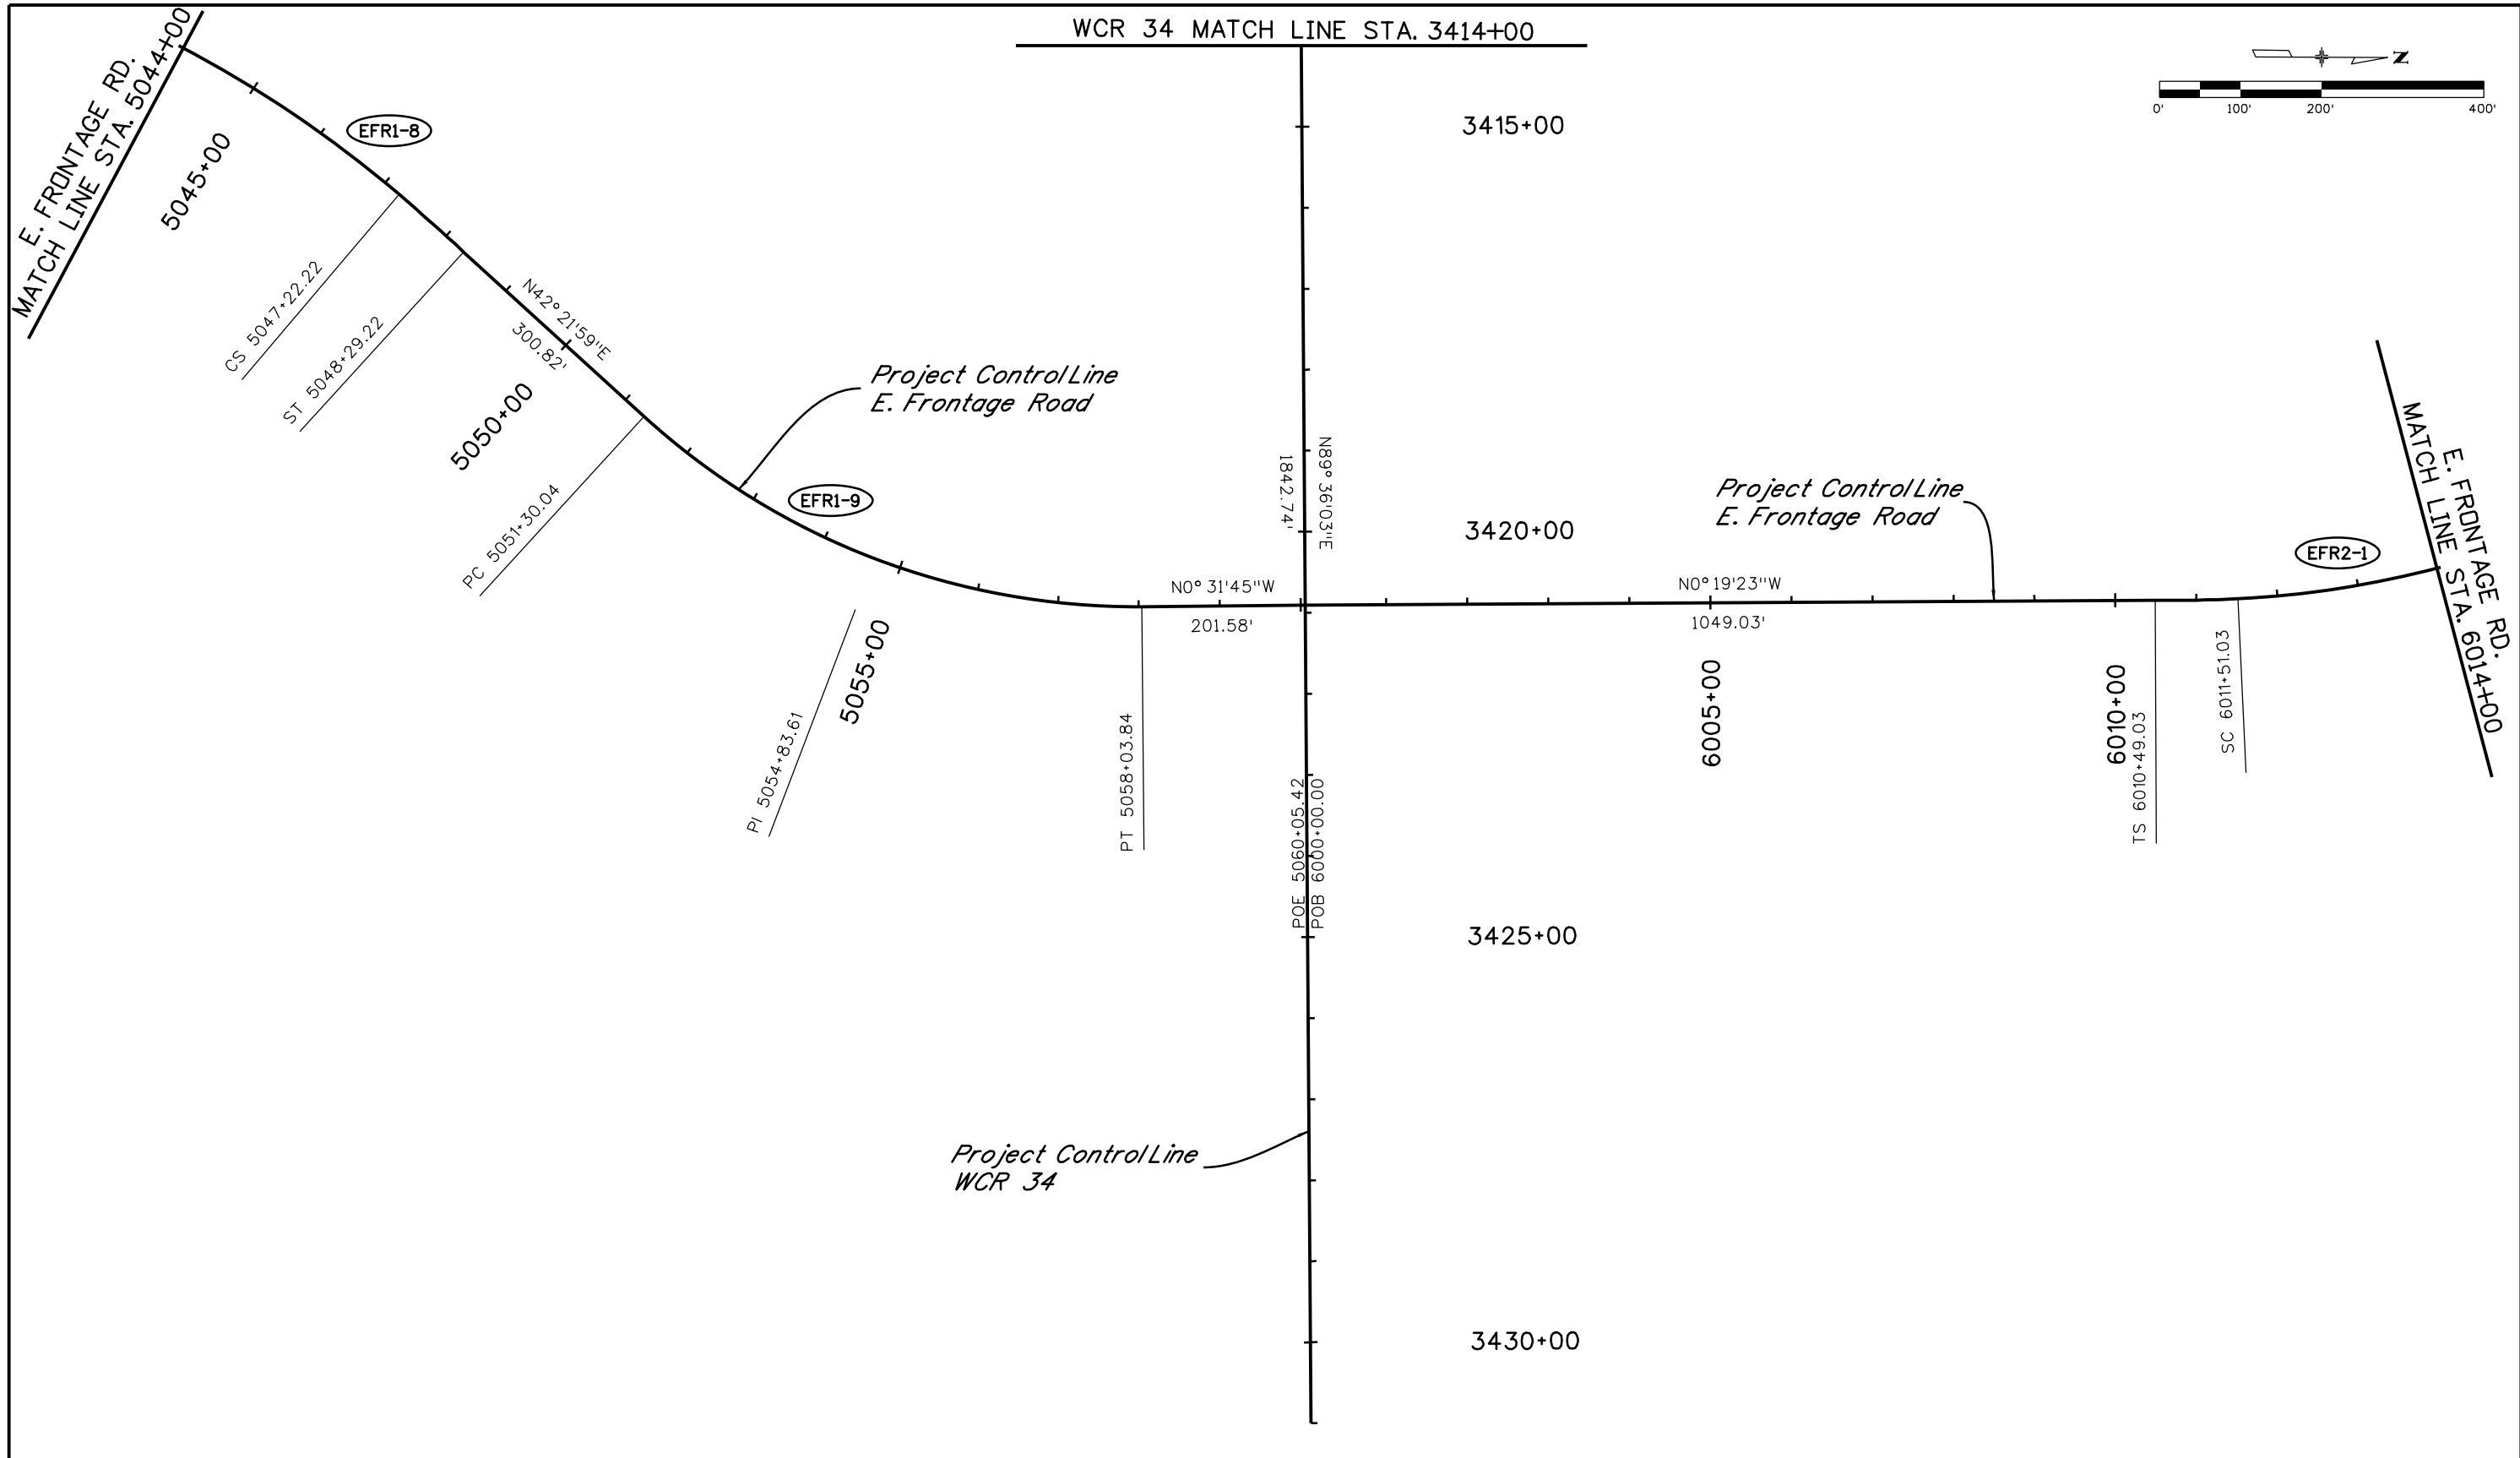 WCR 34 MATCH LINE STA. 3414+00
N
0' 100' 200' 400'
E. FRONTAGE RD.
MATCH LINE STA. 5044+00
EFR1-8
5045+00
3415+00
CS 5047+22.22
ST 5048+29.22
N42°21'59"E
300.82'
5050+00
Project Control Line
E. Frontage Road
PC 5051+30.04
EFR1-9
N89°36'03"E
1842.74'
3420+00
Project Control Line
E. Frontage Road
E. FRONTAGE RD.
MATCH LINE STA. 6014+00
EFR2-1
N0°31'45"W
201.58'
N0°19'23"W
1049.03'
5055+00
PI 5054+83.61
PT 5058+03.84
POE 5060+05.42
POB 6000+00.00
6005+00
6010+00
TS 6010+49.03
SC 6011+51.03
3425+00
Project Control Line
WCR 34
3430+00